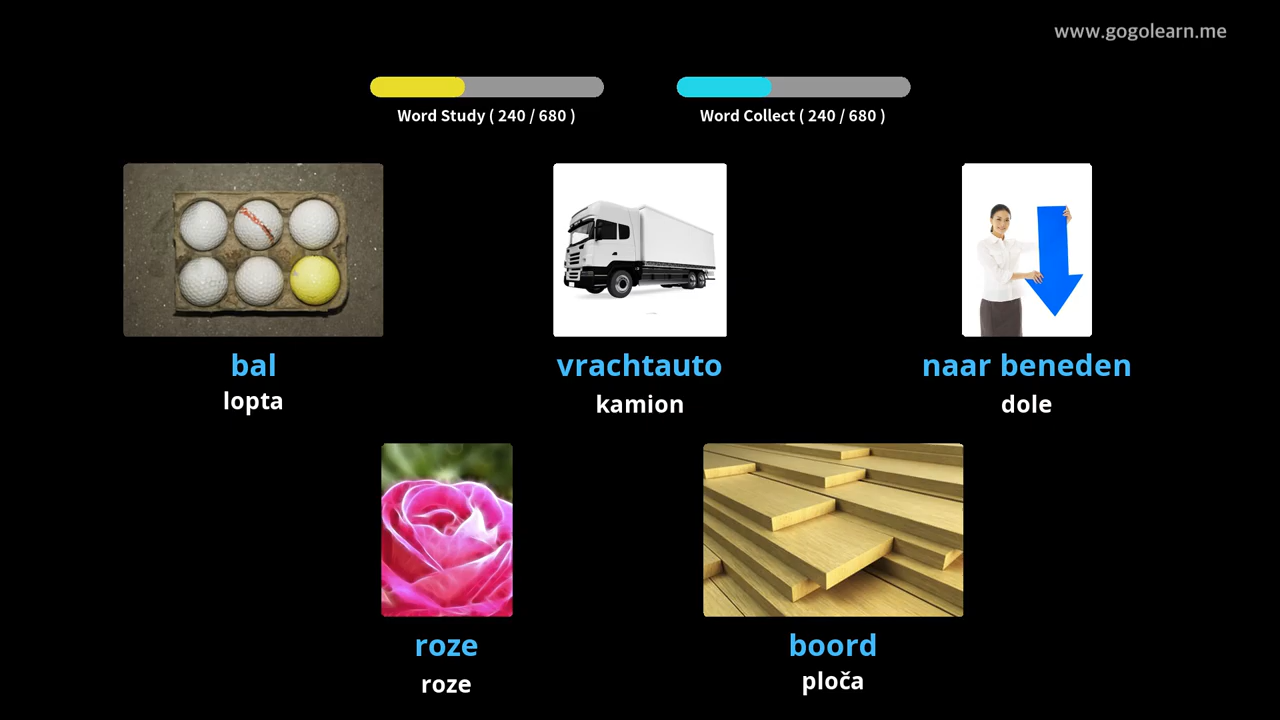 www.gogolearn.me
Word Study ( 240 / 680 )
Word Collect ( 240 / 680 )
bal
lopta
vrachtauto
kamion
naar beneden
dole
roze
roze
boord
ploča